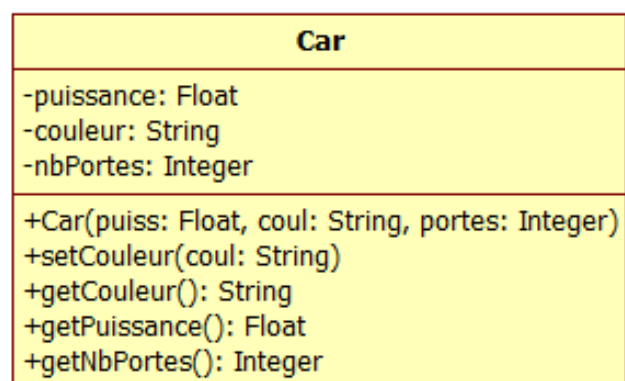 Car
-puissance: Float
-couleur: String
-nbPortes: Integer
+Car(puiss: Float, coul: String, portes: Integer)
+setCouleur(coul: String)
+getCouleur(): String
+getPuissance(): Float
+getNbPortes(): Integer